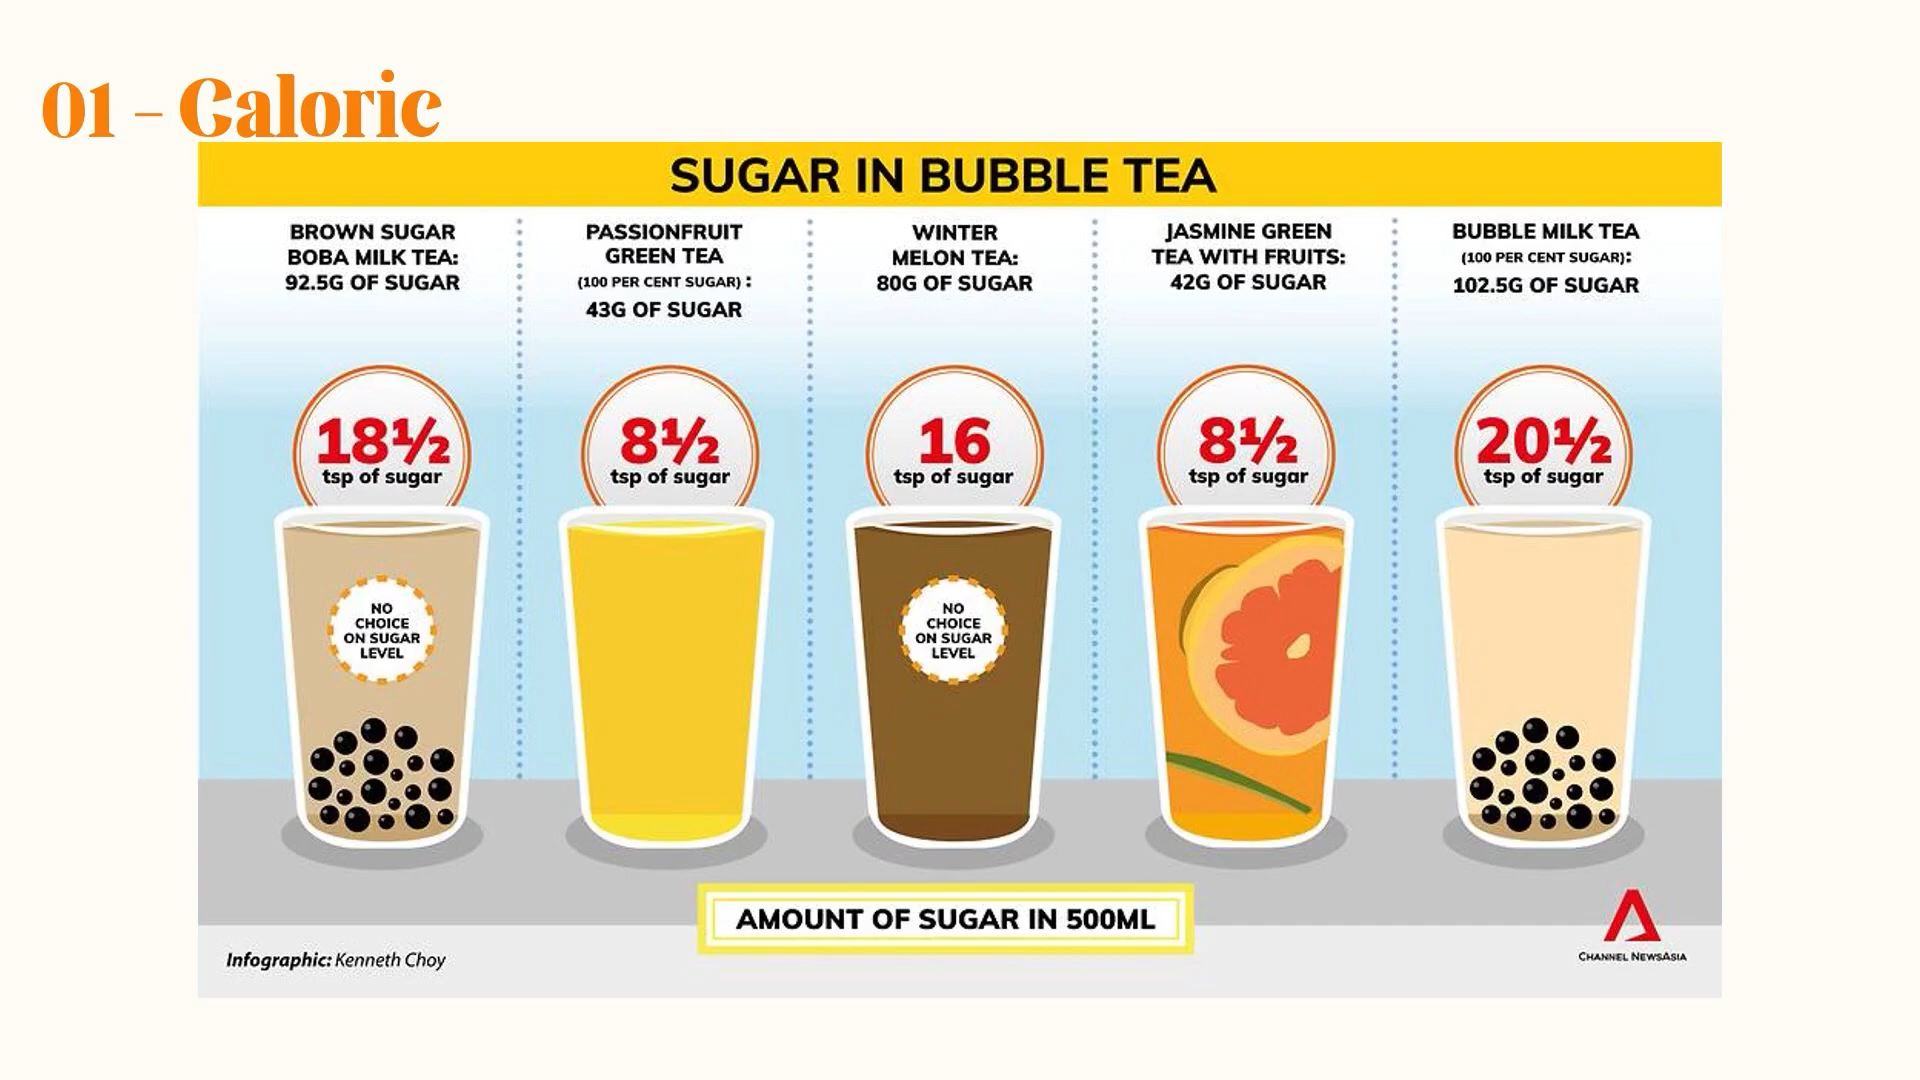 01 – Caloric
SUGAR IN BUBBLE TEA
BROWN SUGAR
BOBA MILK TEA:
92.5G OF SUGAR
18½
tsp of sugar
NO
CHOICE
ON SUGAR
LEVEL
PASSIONFRUIT
GREEN TEA
(100 PER CENT SUGAR) :
43G OF SUGAR
8½
tsp of sugar
WINTER
MELON TEA:
80G OF SUGAR
16
tsp of sugar
NO
CHOICE
ON SUGAR
LEVEL
JASMINE GREEN
TEA WITH FRUITS:
42G OF SUGAR
8½
tsp of sugar
BUBBLE MILK TEA
(100 PER CENT SUGAR):
102.5G OF SUGAR
20½
tsp of sugar
AMOUNT OF SUGAR IN 500ML
Infographic: Kenneth Choy
CHANNEL NEWSASIA